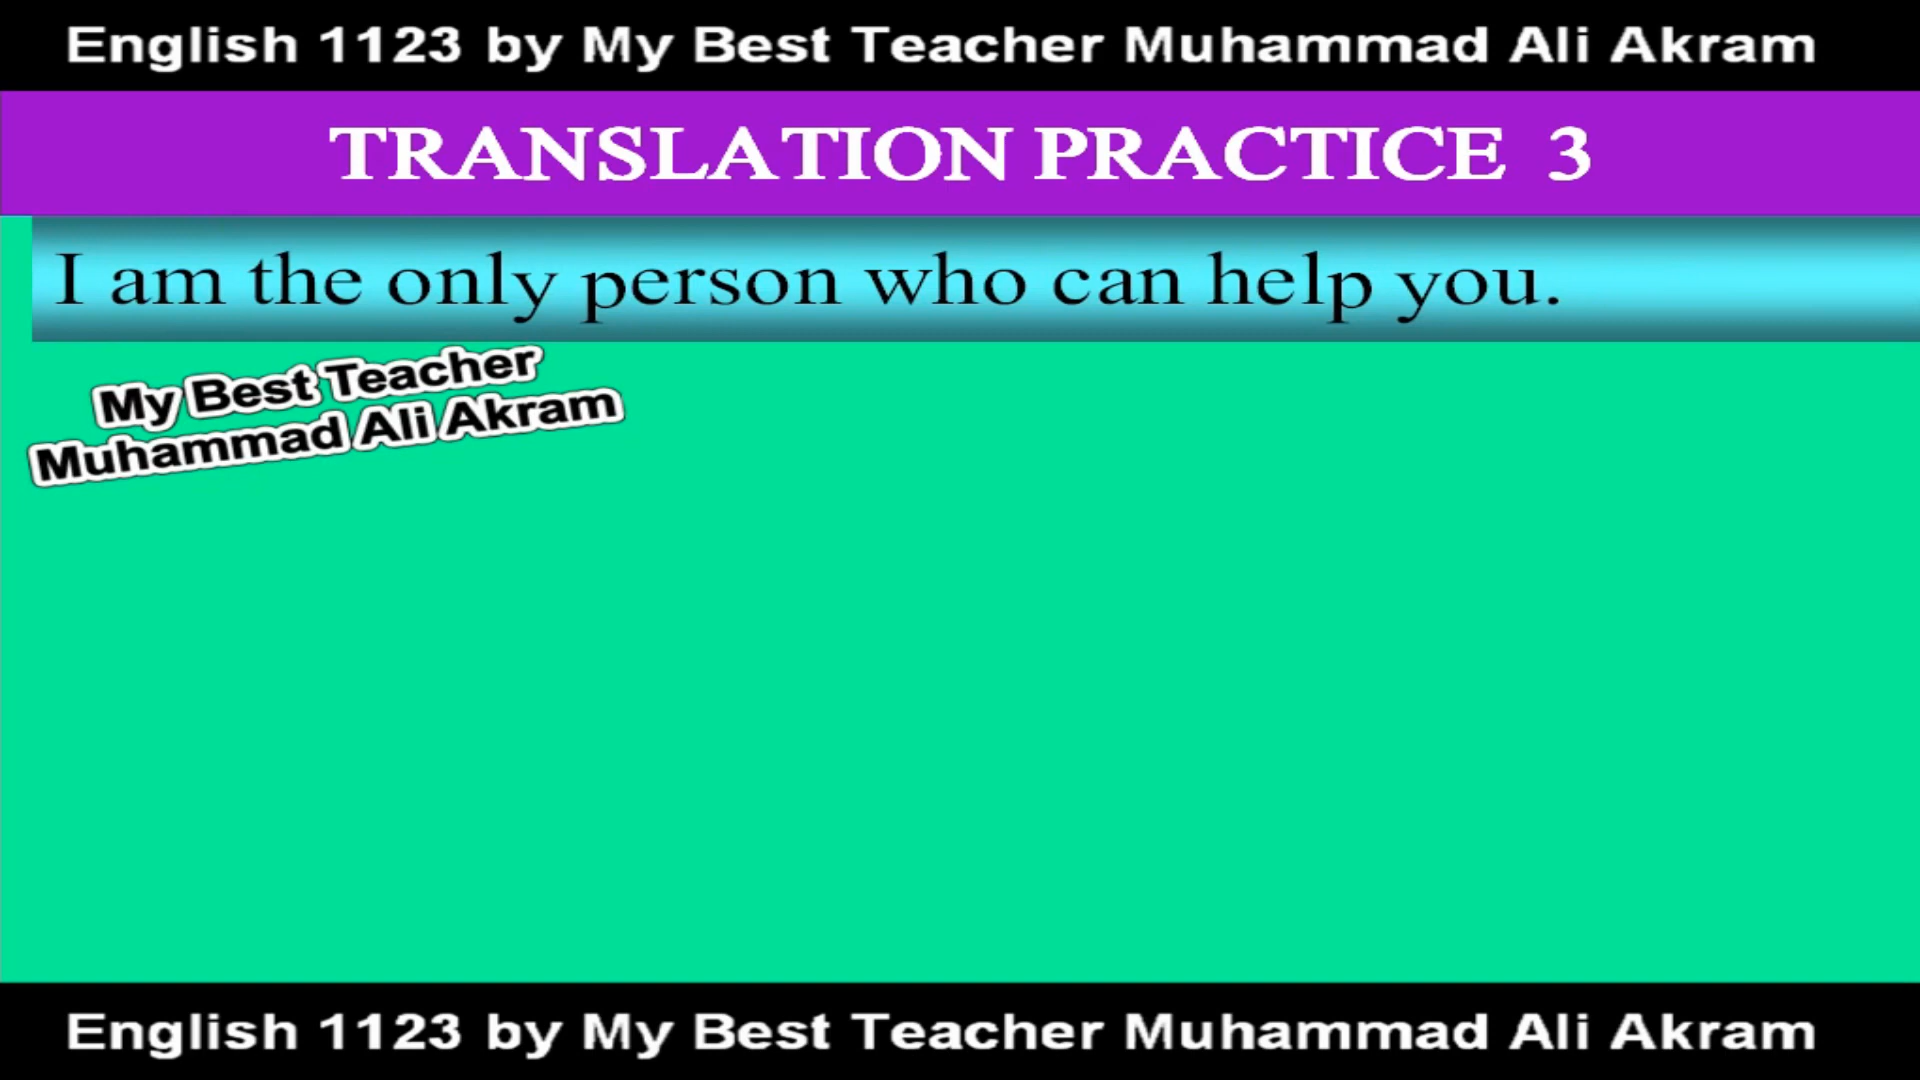 English 1123 by My Best Teacher Muhammad Ali Akram
TRANSLATION PRACTICE 3
I am the only person who can help you.
My Best Teacher
Muhammad Ali Akram
English 1123 by My Best Teacher Muhammad Ali Akram